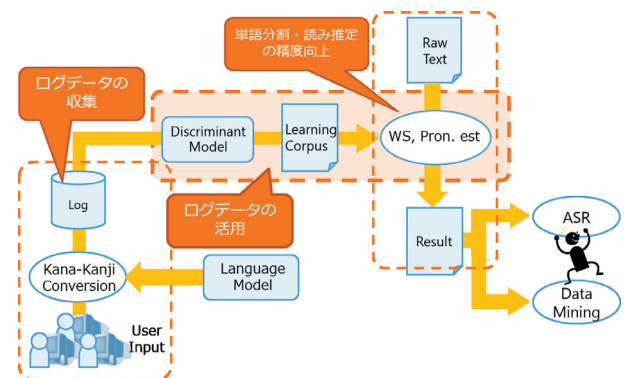 単語分割・読み推定
の精度向上
Raw
Text
ログデータの
収集
Discriminant
Model
Learning
Corpus
WS, Pron. est
Log
ログデータの
活用
Result
ASR
Kana-Kanji
Conversion
Language
Model
Data
Mining
User
Input